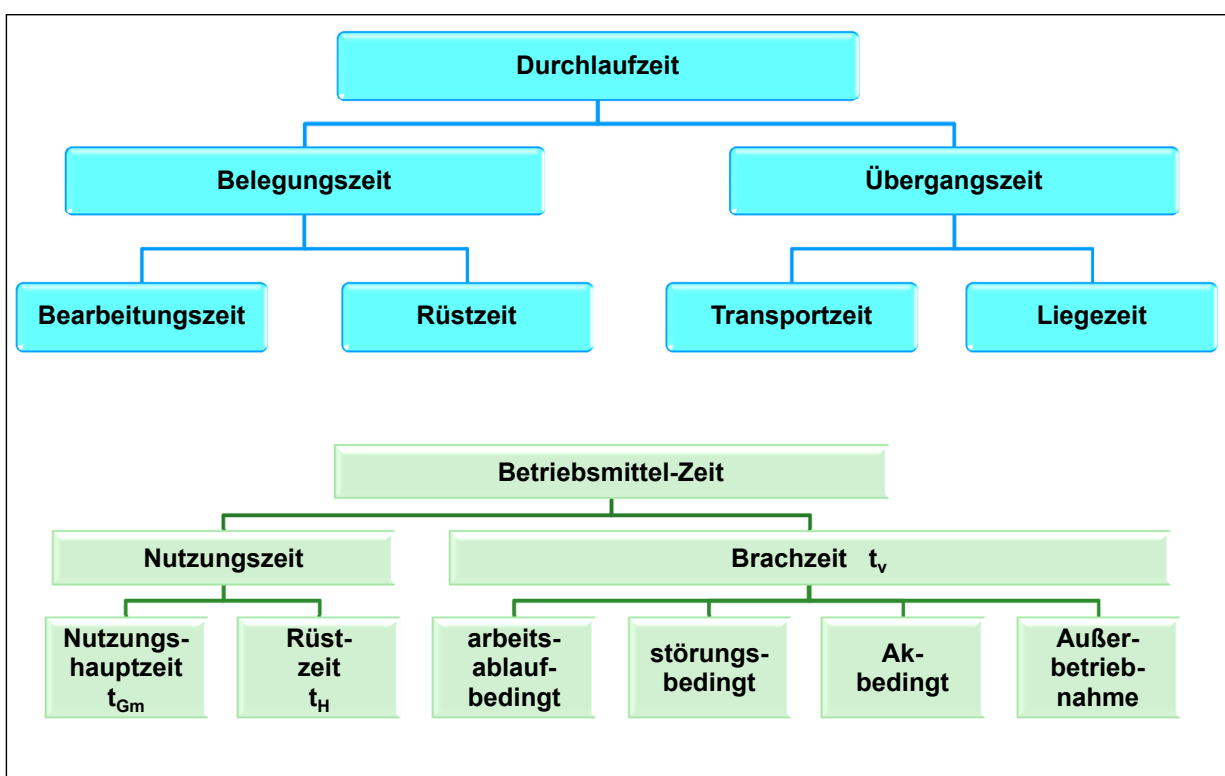 Durchlaufzeit
Belegungszeit
Übergangszeit
Bearbeitungszeit
Rüstzeit
Transportzeit
Liegezeit
Betriebsmittel-Zeit
Nutzungszeit
Brachzeit tv
Nutzungs-
hauptzeit
tGm
Rüst-
zeit
tH
arbeits-
ablauf-
bedingt
störungs-
bedingt
Ak-
bedingt
Außer-
betrieb-
nahme